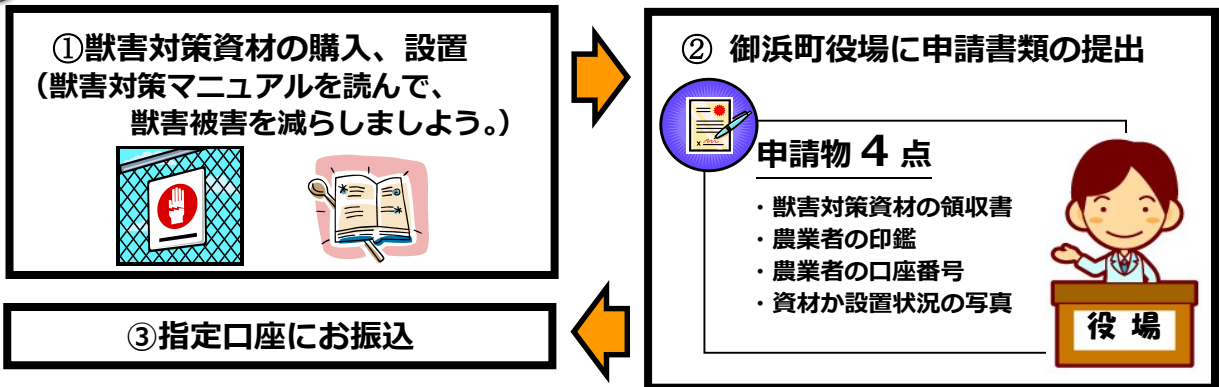 ①獣害対策資材の購入、設置
（獣害対策マニュアルを読んで、
獣害被害を減らしましよう。）
② 御浜町役場に申請書類の提出
申請物 4 点
・獣害対策資材の領収書
・農業者の印鑑
・農業者の口座番号
・資材か設置状況の写真
役 場
③指定口座にお振込